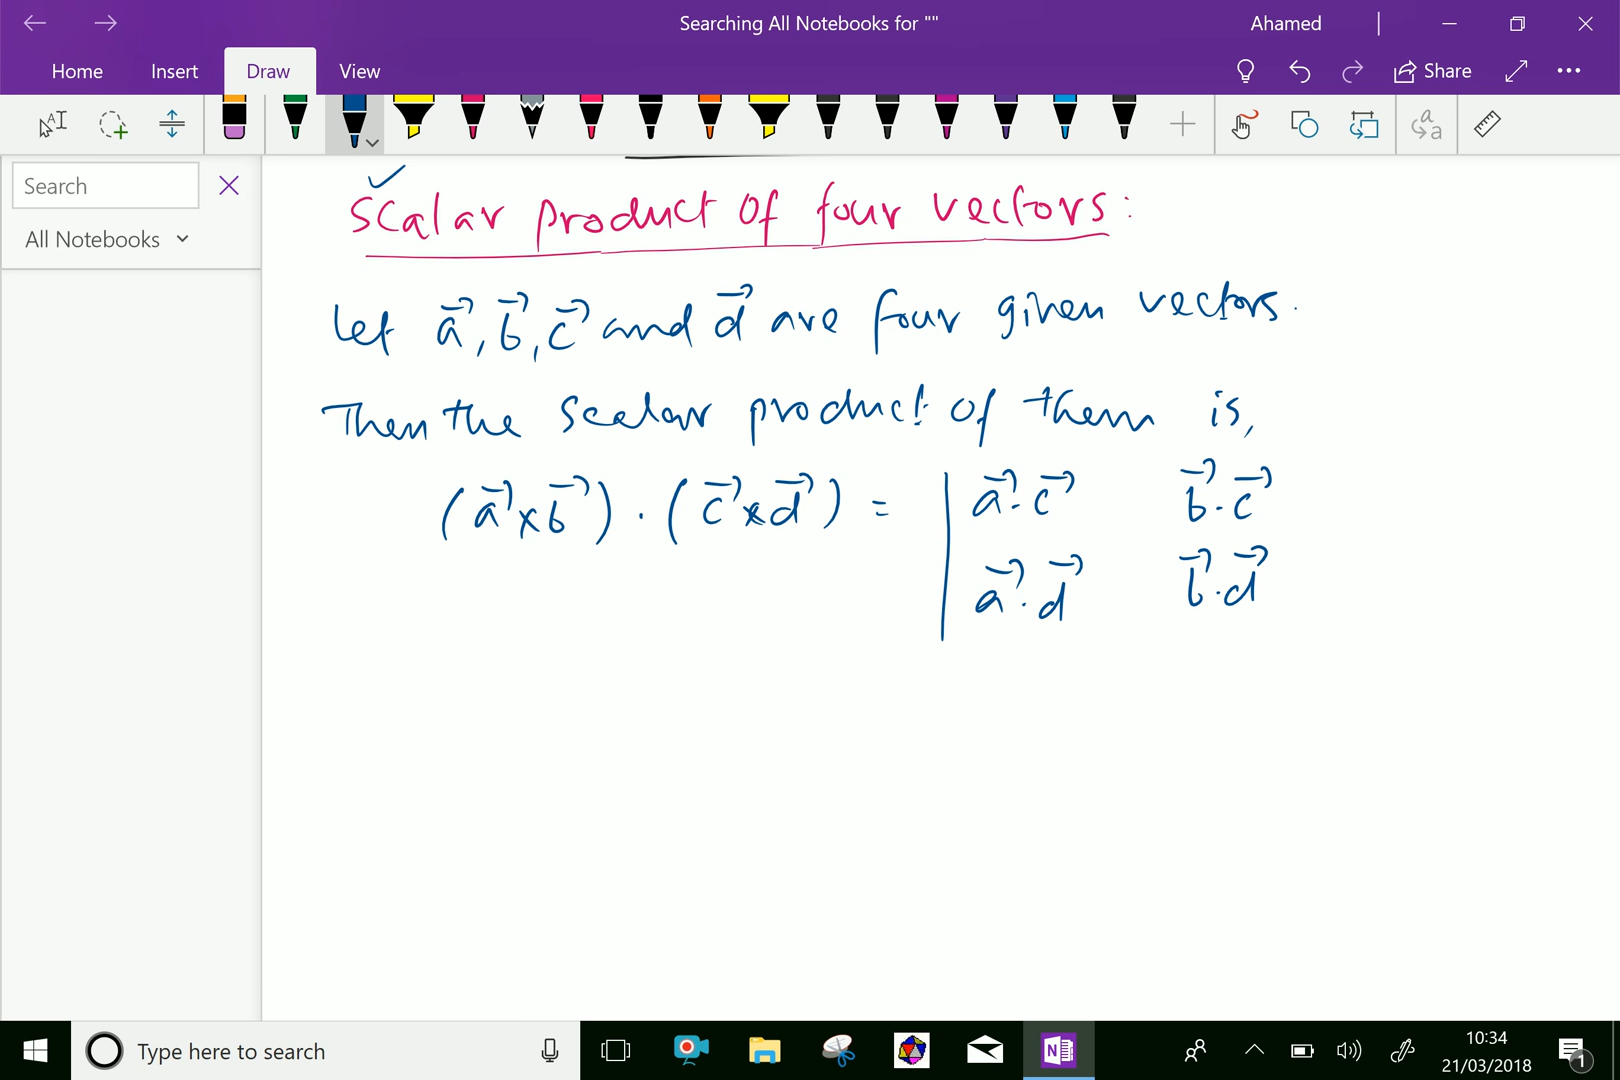 Searching All Notebooks for ""
Ahamed
Home Insert Draw View
Share
Search
All Notebooks
Scalar product of four vectors:
Let a⃗, b⃗, c⃗ and d⃗ are four given vectors.
Then the scalar product of them is,
(a⃗ × b⃗) · (c⃗ × d⃗) = | a⃗·c⃗ b⃗·c⃗
a⃗·d⃗ b⃗·d⃗
Type here to search
10:34
21/03/2018
1